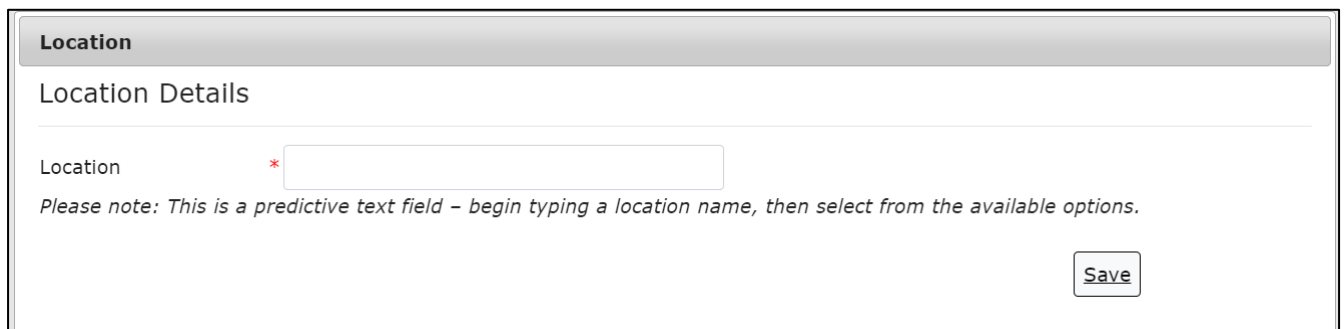 Location
Location Details
Location *
Please note: This is a predictive text field – begin typing a location name, then select from the available options.
Save